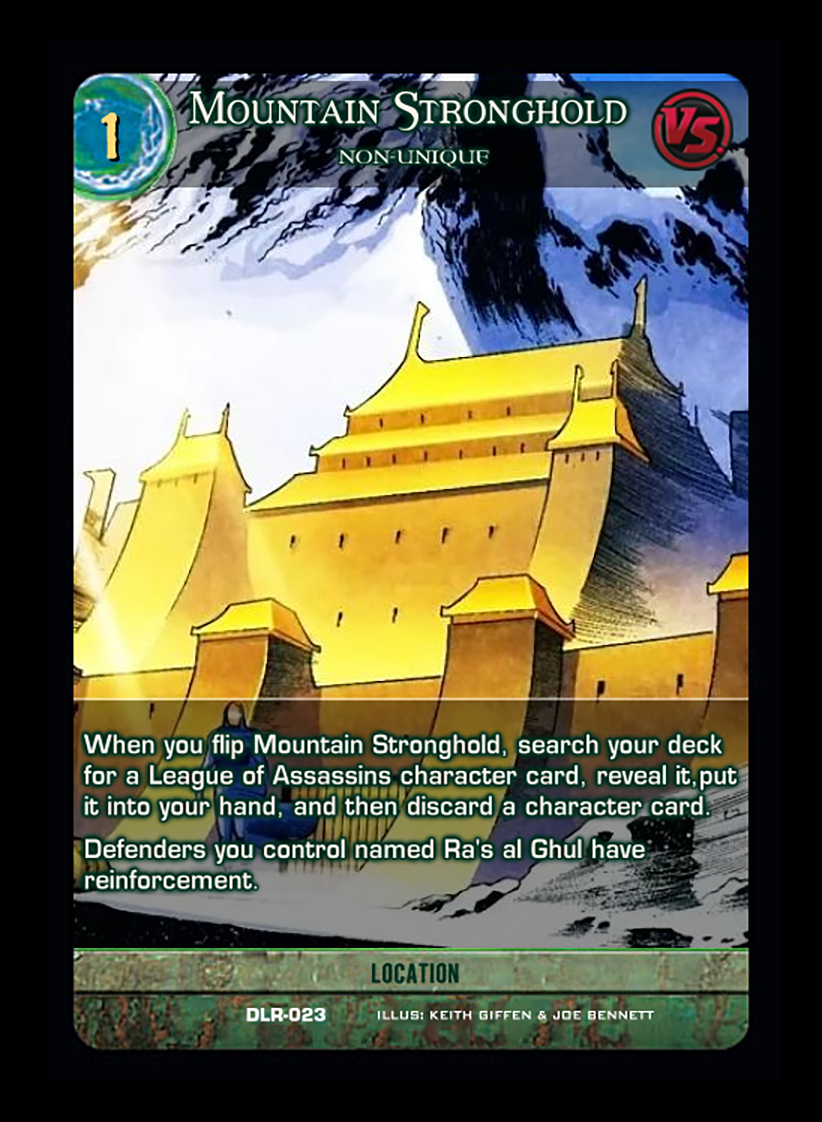 1
Mountain Stronghold
VS.
NON-UNIQUE
When you flip Mountain Stronghold, search your deck
for a League of Assassins character card, reveal it,put
it into your hand, and then discard a character card.
Defenders you control named Ra's al Ghul have
reinforcement.
LOCATION
DLR-023 ILLUS: KEITH GIFFEN & JOE BENNETT